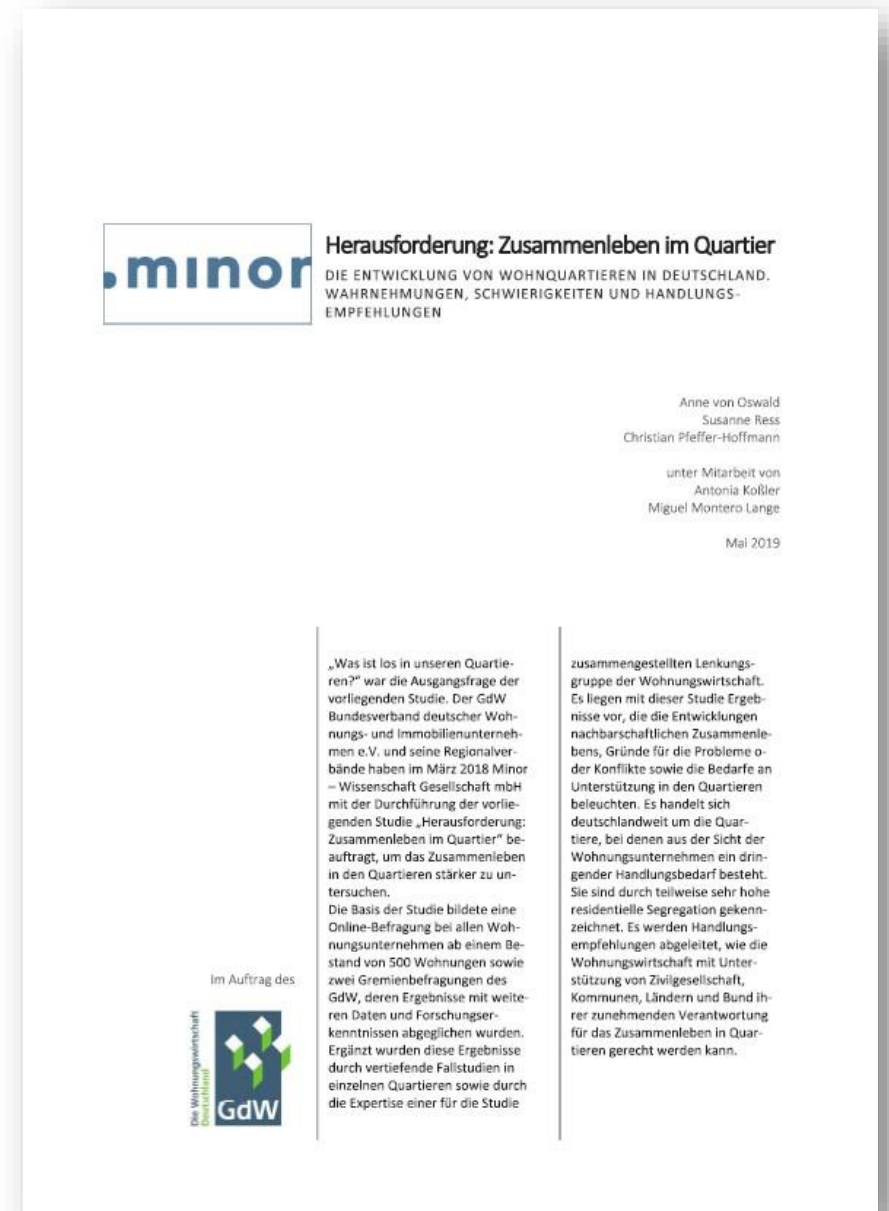 .minor
Herausforderung: Zusammenleben im Quartier
DIE ENTWICKLUNG VON WOHNQUARTIEREN IN DEUTSCHLAND.
WAHRNEHMUNGEN, SCHWIERIGKEITEN UND HANDLUNGS-
EMPFEHLUNGEN
Anne von Oswald
Susanne Ress
Christian Pfeffer-Hoffmann
unter Mitarbeit von
Antonia Koßler
Miguel Montero Lange
Mai 2019
„Was ist los in unseren Quartie-
ren?" war die Ausgangsfrage der
vorliegenden Studie. Der GdW
Bundesverband deutscher Woh-
nungs- und Immobilienunterneh-
men e.V. und seine Regionalver-
bände haben im März 2018 Minor
– Wissenschaft Gesellschaft mbH
mit der Durchführung der vorlie-
genden Studie „Herausforderung:
Zusammenleben im Quartier" be-
auftragt, um das Zusammenleben
in den Quartieren stärker zu un-
tersuchen.
Die Basis der Studie bildete eine
Online-Befragung bei allen Woh-
nungsunternehmen ab einem Be-
stand von 500 Wohnungen sowie
zwei Gremienbefragungen des
GdW, deren Ergebnisse mit weite-
ren Daten und Forschungser-
kenntnissen abgeglichen wurden.
Ergänzt wurden diese Ergebnisse
durch vertiefende Fallstudien in
einzelnen Quartieren sowie durch
die Expertise einer für die Studie
zusammengestellten Lenkungs-
gruppe der Wohnungswirtschaft.
Es liegen mit dieser Studie Ergeb-
nisse vor, die die Entwicklungen
nachbarschaftlichen Zusammenle-
bens, Gründe für die Probleme o-
der Konflikte sowie die Bedarfe an
Unterstützung in den Quartieren
beleuchten. Es handelt sich
deutschlandweit um die Quar-
tiere, bei denen aus der Sicht der
Wohnungsunternehmen ein drin-
gender Handlungsbedarf besteht.
Sie sind durch teilweise sehr hohe
residentielle Segregation gekenn-
zeichnet. Es werden Handlungs-
empfehlungen abgeleitet, wie die
Wohnungswirtschaft mit Unter-
stützung von Zivilgesellschaft,
Kommunen, Ländern und Bund ih-
rer zunehmenden Verantwortung
für das Zusammenleben in Quar-
tieren gerecht werden kann.
Im Auftrag des
Die Wohnungswirtschaft
Deutschland
GdW